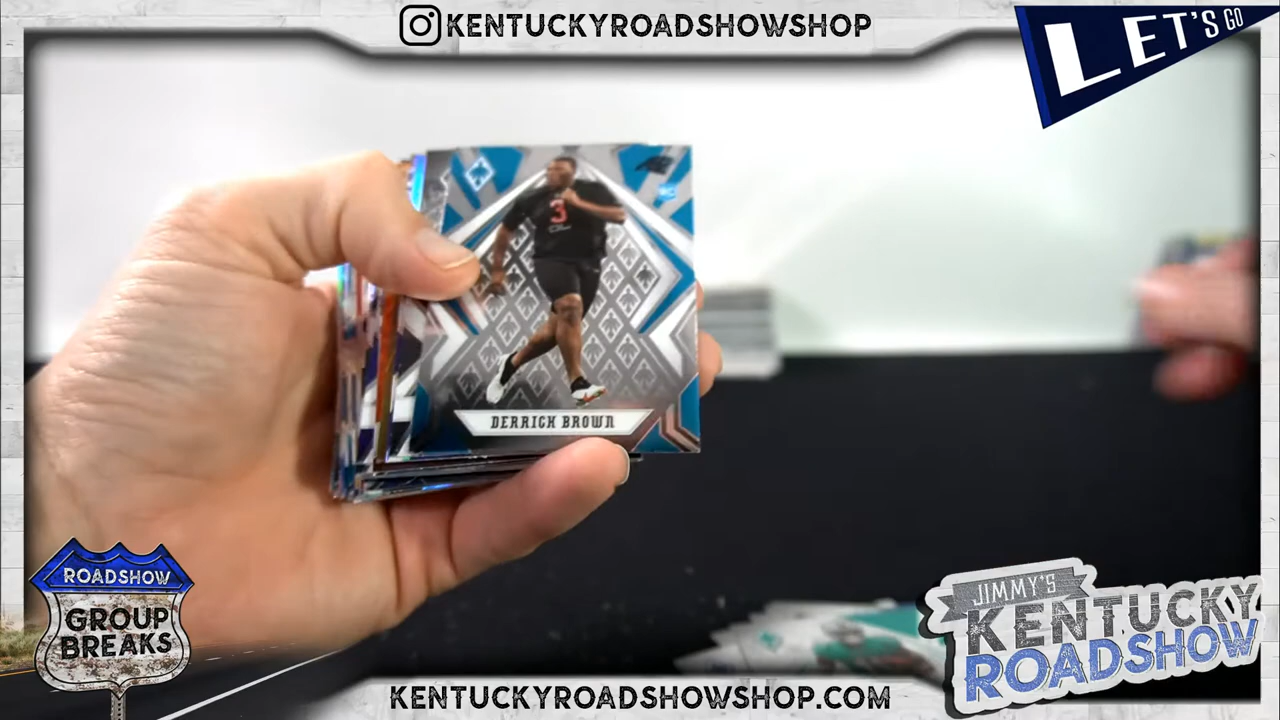 KENTUCKYROADSHOWSHOP
LET'S GO
3
DERRICK BROWN
ROADSHOW
GROUP
BREAKS
JIMMY'S
KENTUCKY
ROADSHOW
KENTUCKYROADSHOWSHOP.COM